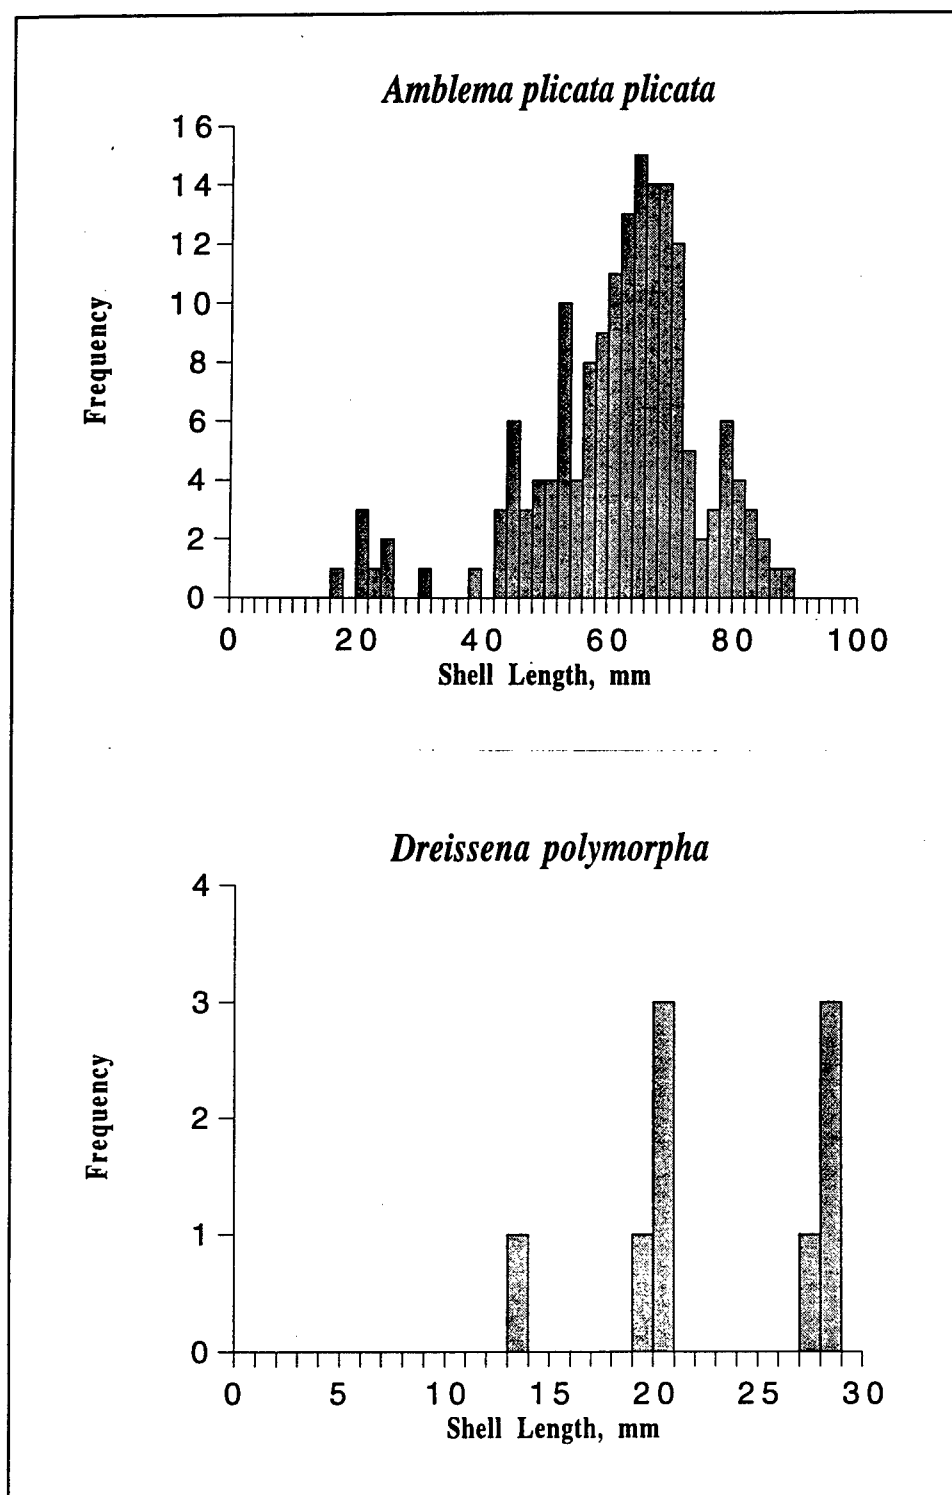 Amblema plicata plicata
16
14
12
10
8
6
4
2
0
Frequency
0 20 40 60 80 100
Shell Length, mm
Dreissena polymorpha
4
3
2
1
0
Frequency
0 5 10 15 20 25 30
Shell Length, mm